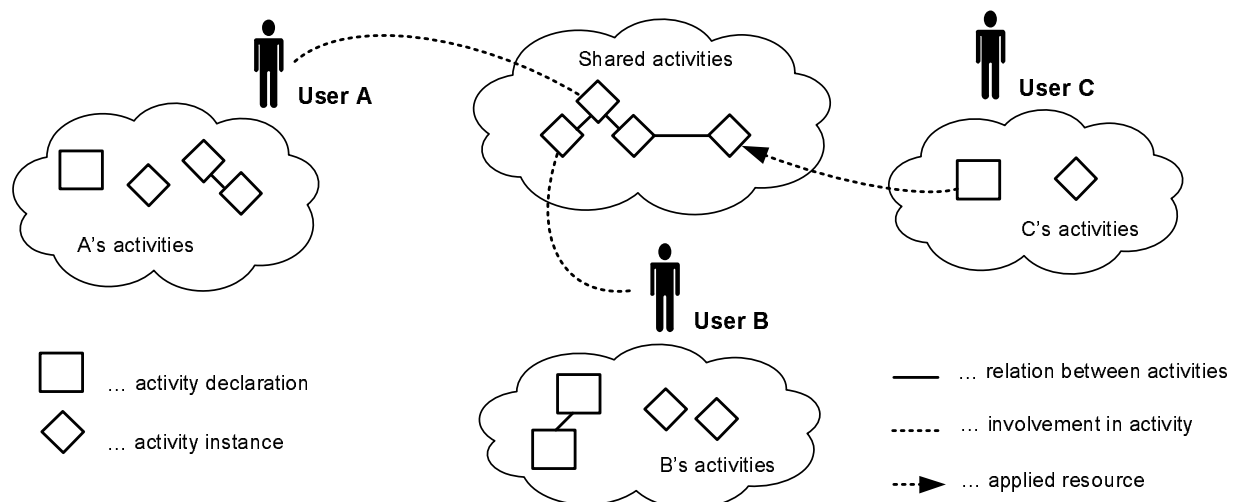 Shared activities
User A
User C
A's activities
C's activities
User B
B's activities
... activity declaration
... activity instance
... relation between activities
... involvement in activity
... applied resource